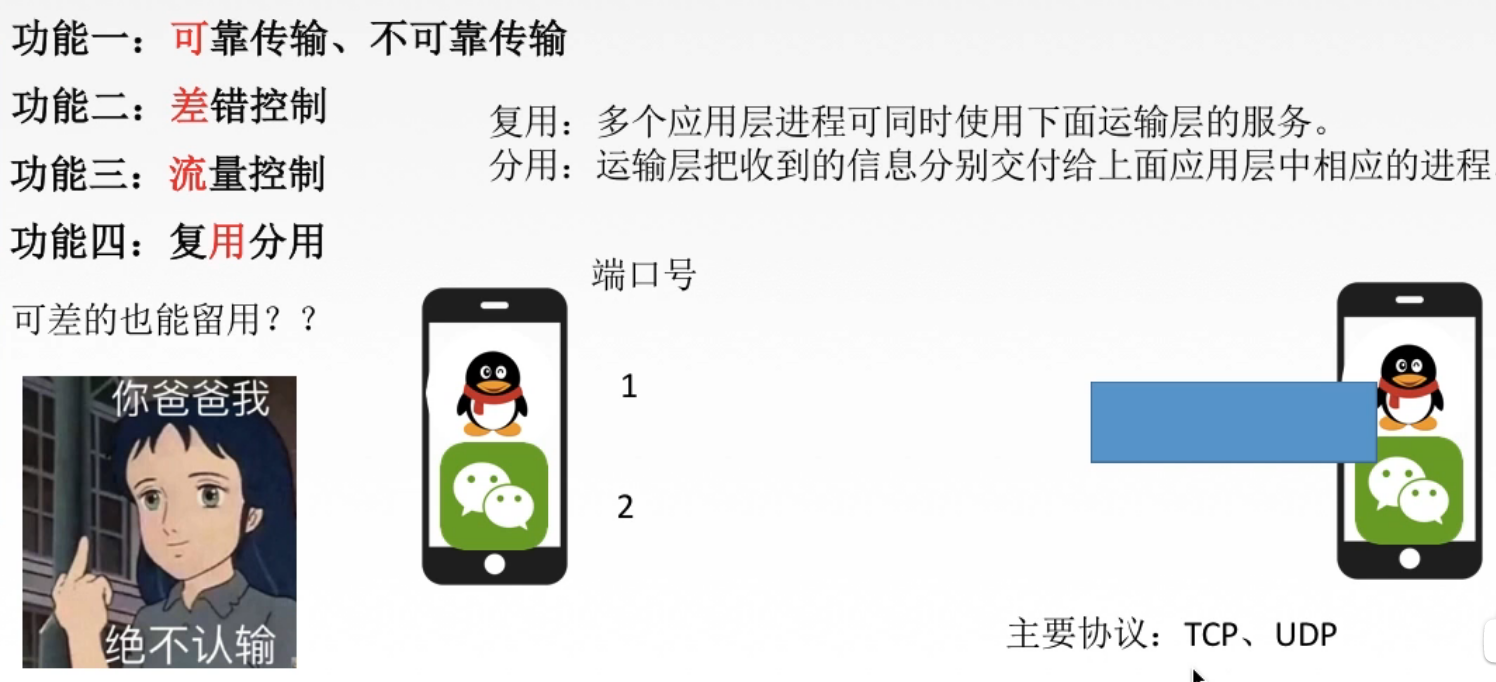 功能一：可靠传输、不可靠传输
功能二：差错控制
复用：多个应用层进程可同时使用下面运输层的服务。
分用：运输层把收到的信息分别交付给上面应用层中相应的进程
功能三：流量控制
功能四：复用分用
端口号
可差的也能留用？？
1
2
你爸爸我
绝不认输
主要协议：TCP、UDP